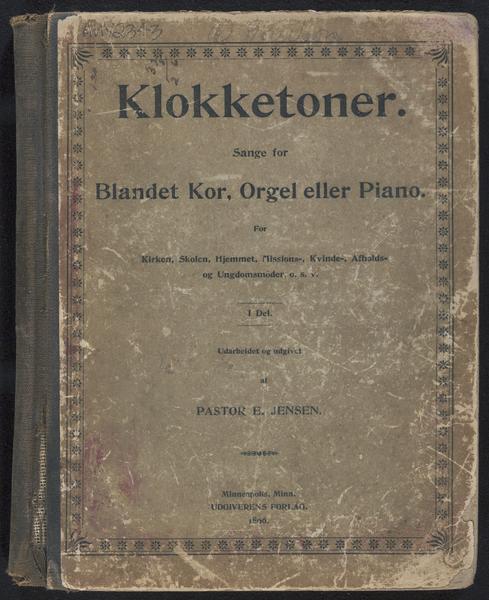 Klokketoner.
Sange for
Blandet Kor, Orgel eller Piano.
For
Kirken, Skolen, Hjemmet, Missions-, Kvinde-, Afholds-
og Ungdomsmøder, o. s. v.
I Del.
Udarbeidet og udgivet
af
PASTOR E. JENSEN.
Minneapolis, Minn.
UDGIVERENS FORLAG.